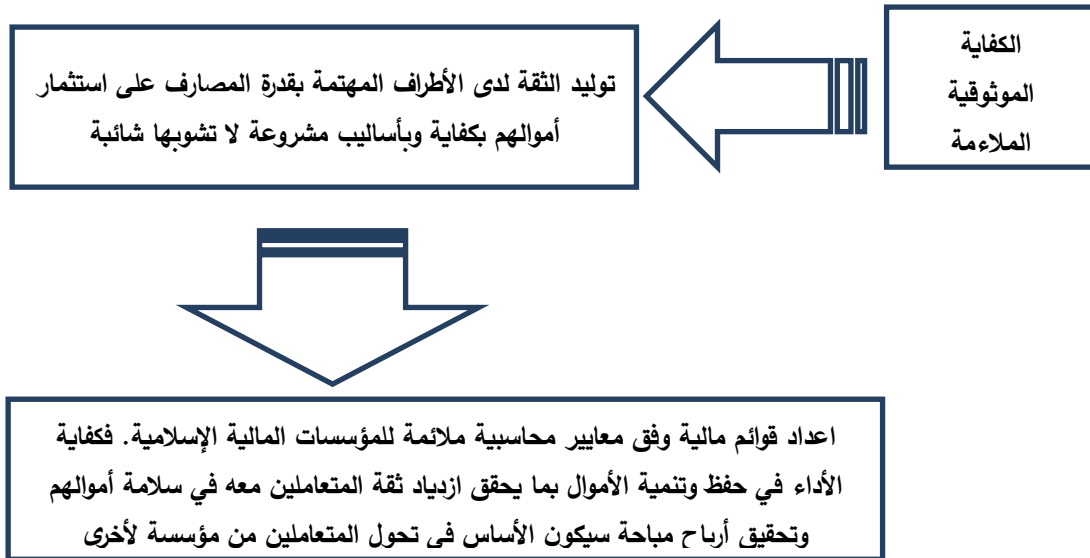 الكفاية
الموثوقية
الملاءمة
توليد الثقة لدى الأطراف المهتمة بقدرة المصارف على استثمار
أموالهم بكفاية وبأساليب مشروعة لا تشوبها شائبة
اعداد قوائم مالية وفق معايير محاسبية ملائمة للمؤسسات المالية الإسلامية. فكفاية
الأداء في حفظ وتنمية الأموال بما يحقق ازدياد ثقة المتعاملين معه في سلامة أموالهم
وتحقيق أرباح مباحة سيكون الأساس في تحول المتعاملين من مؤسسة لأخرى